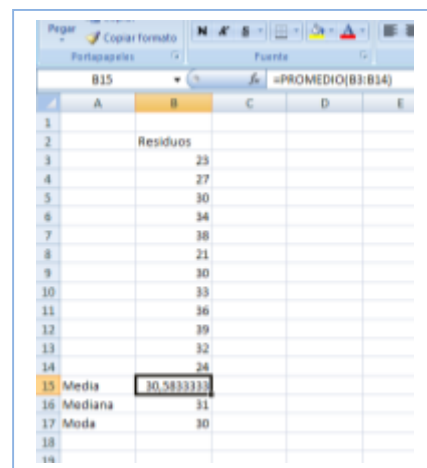 Pegar
Copiar formato
N K S A
Portapapeles Fuente
B15 fx =PROMEDIO(B3:B14)
A B C D E
1
2 Residuos
3 23
4 27
5 30
6 34
7 38
8 21
9 30
10 33
11 36
12 39
13 32
14 24
15 Media 30,5833333
16 Mediana 31
17 Moda 30
18
19